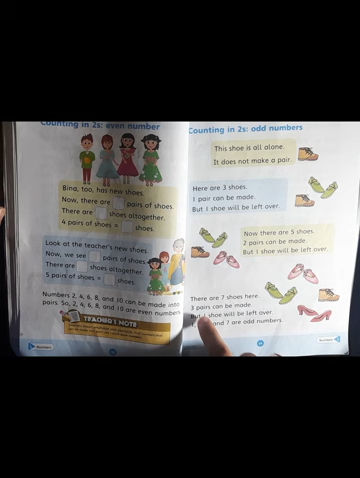 Counting in 2s: even number
Bina, too, has new shoes.
Now, there are pairs of shoes.
There are shoes altogether.
4 pairs of shoes = shoes.
Look at the teacher's new shoes.
Now, we see pairs of shoes.
There are shoes altogether.
5 pairs of shoes = shoes.
Numbers 2, 4, 6, 8, and 10 can be made into
pairs. So, 2, 4, 6, 8, and 10 are even numbers.
TEACHER'S NOTE
Numbers
Counting in 2s: odd numbers
This shoe is all alone.
It does not make a pair.
Here are 3 shoes.
1 pair can be made.
But 1 shoe will be left over.
Now there are 5 shoes.
2 pairs can be made.
But 1 shoe will be left over.
There are 7 shoes here.
3 pairs can be made.
But 1 shoe will be left over.
and 7 are odd numbers.
Numbers